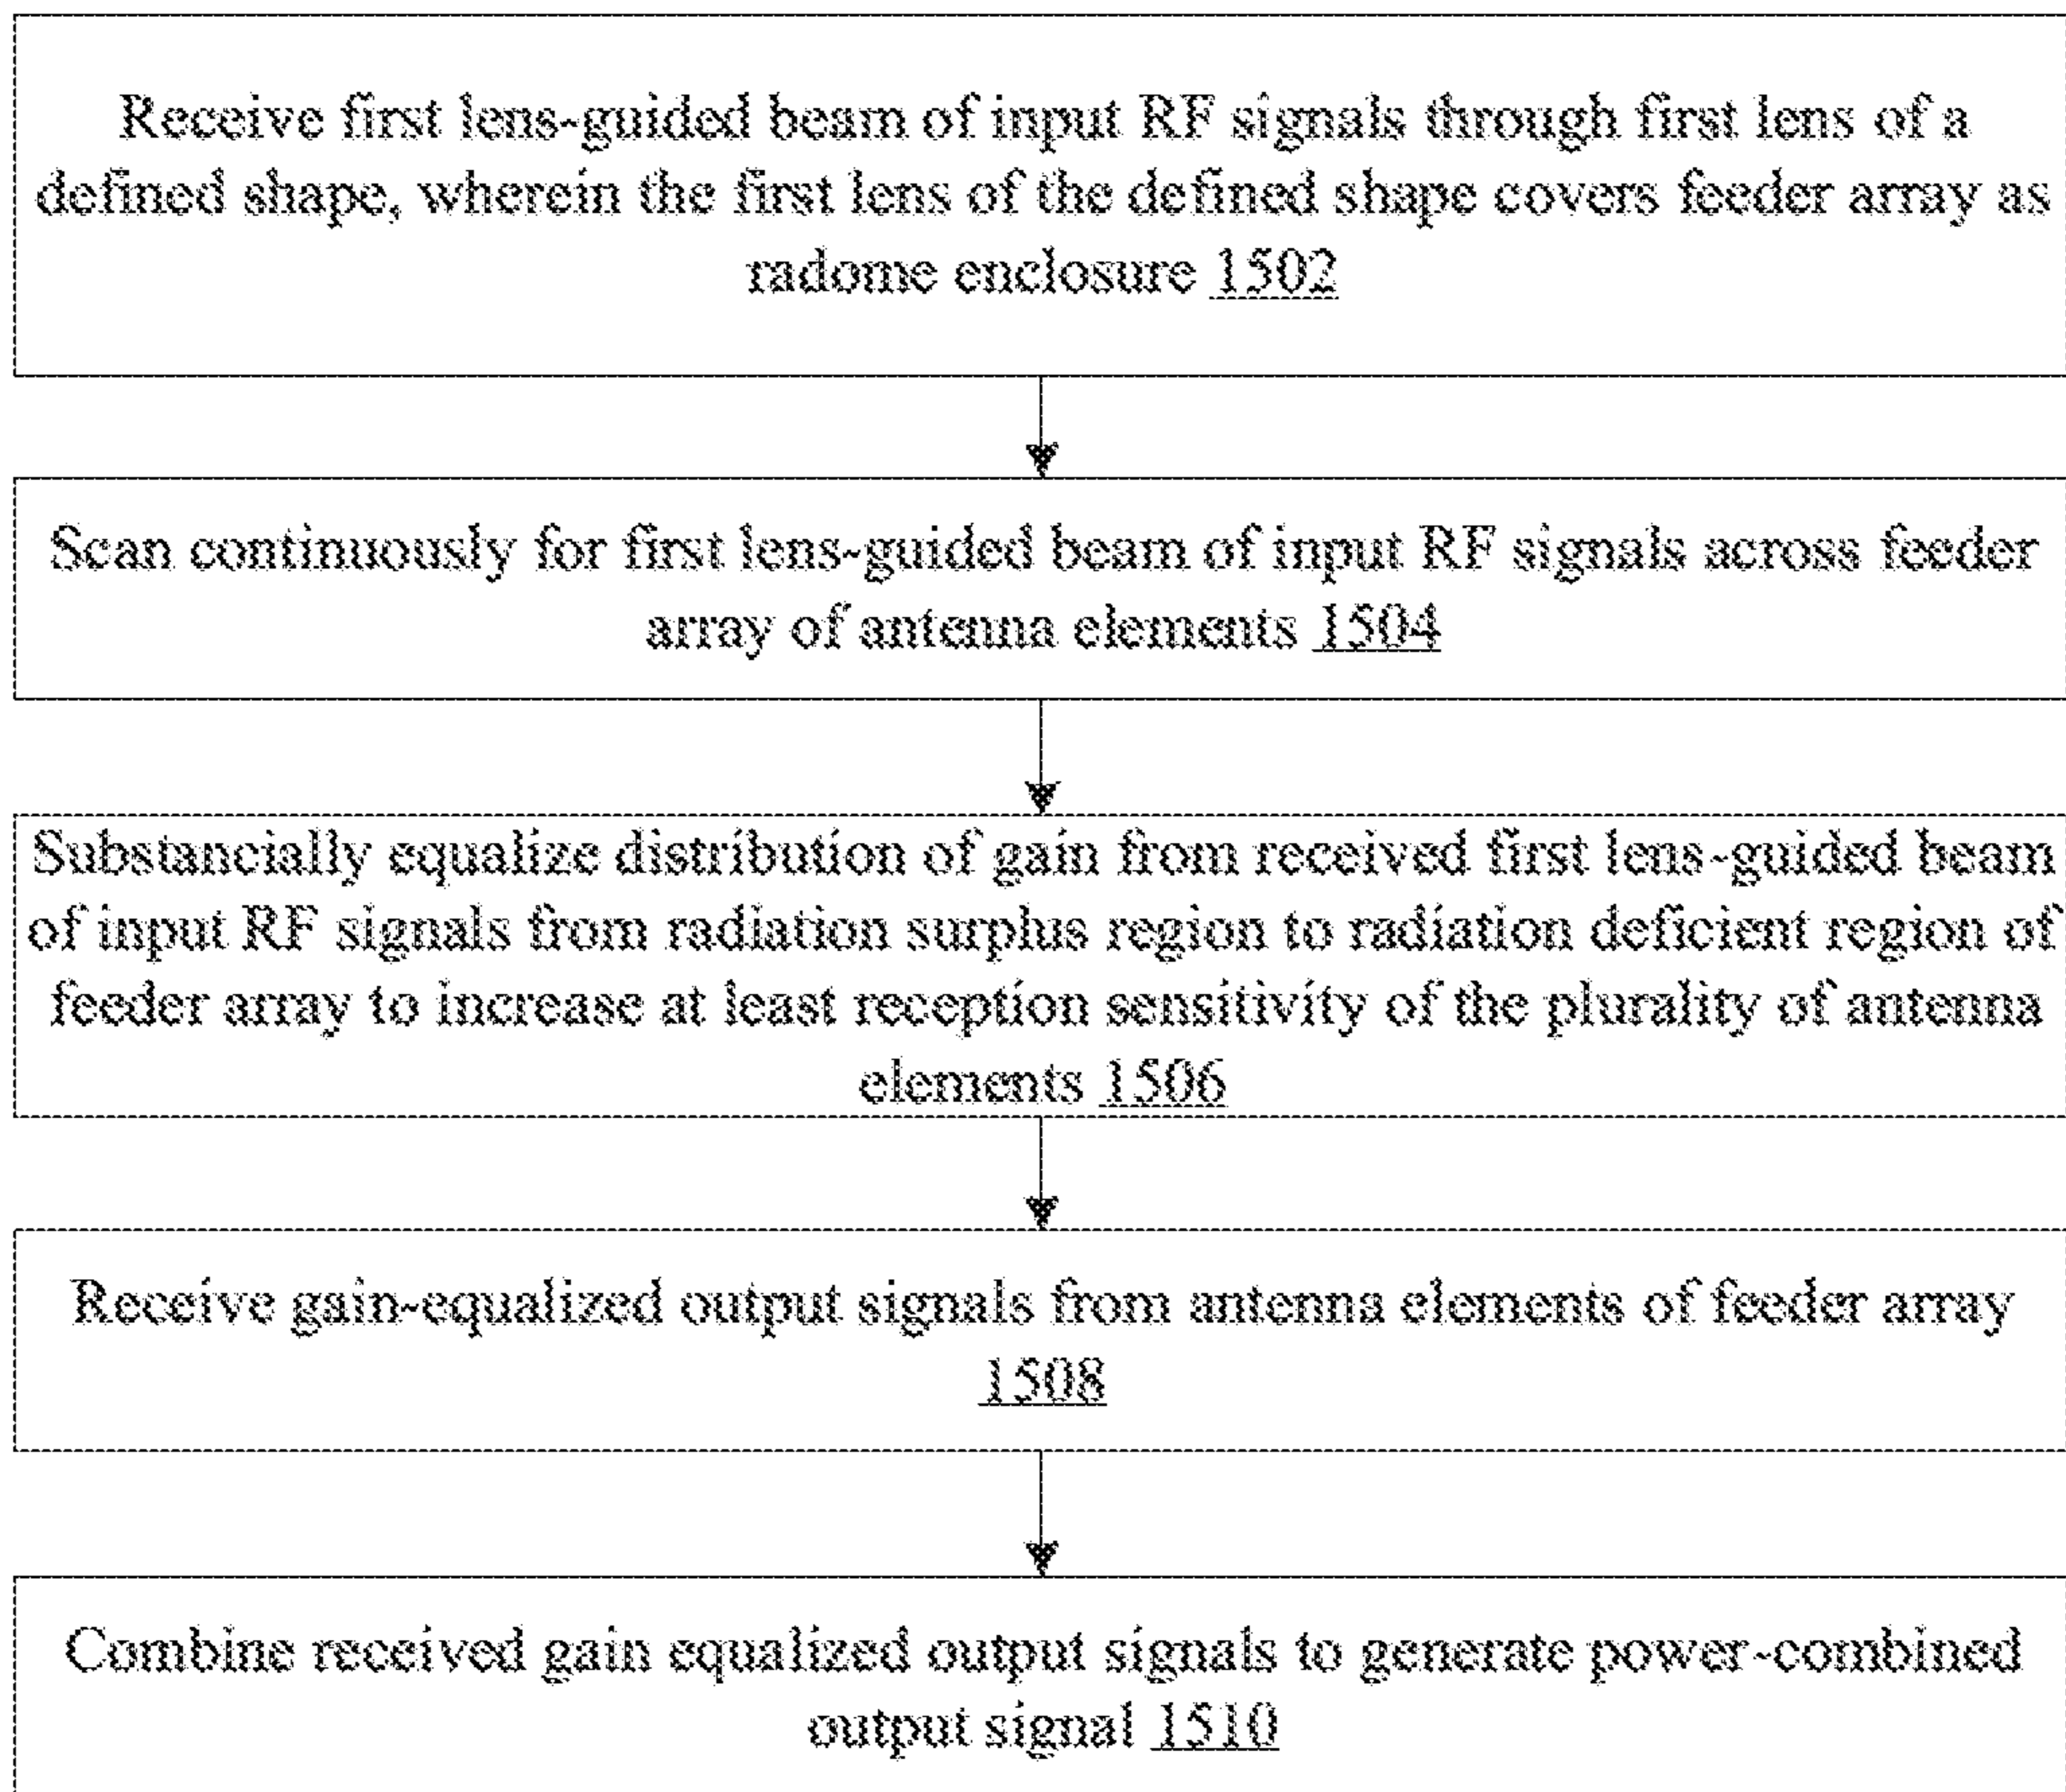 Receive first lens-guided beam of input RF signals through first lens of a
defined shape, wherein the first lens of the defined shape covers feeder array as
radome enclosure 1502
Scan continuously for first lens-guided beam of input RF signals across feeder
array of antenna elements 1504
Substancially equalize distribution of gain from received first lens-guided beam
of input RF signals from radiation surplus region to radiation deficient region of
feeder array to increase at least reception sensitivity of the plurality of antenna
elements 1506
Receive gain-equalized output signals from antenna elements of feeder array
1508
Combine received gain equalized output signals to generate power-combined
output signal 1510